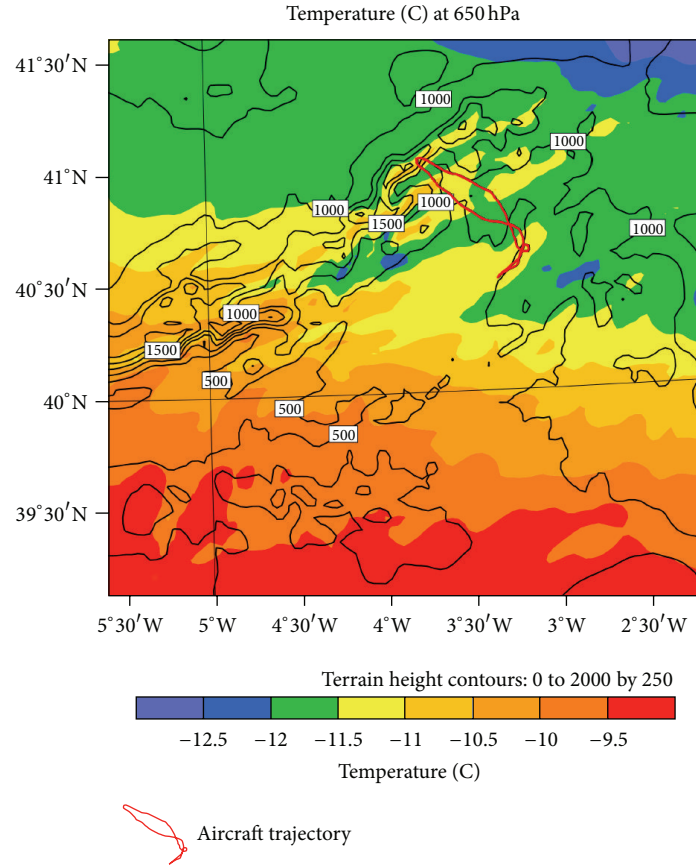 Temperature (C) at 650 hPa
41°30′N
1000
1000
41°N
1000
1000
1500
1000
40°30′N
1000
1500
500
40°N
500
500
39°30′N
5°30′W 5°W 4°30′W 4°W 3°30′W 3°W 2°30′W
Terrain height contours: 0 to 2000 by 250
−12.5 −12 −11.5 −11 −10.5 −10 −9.5
Temperature (C)
Aircraft trajectory